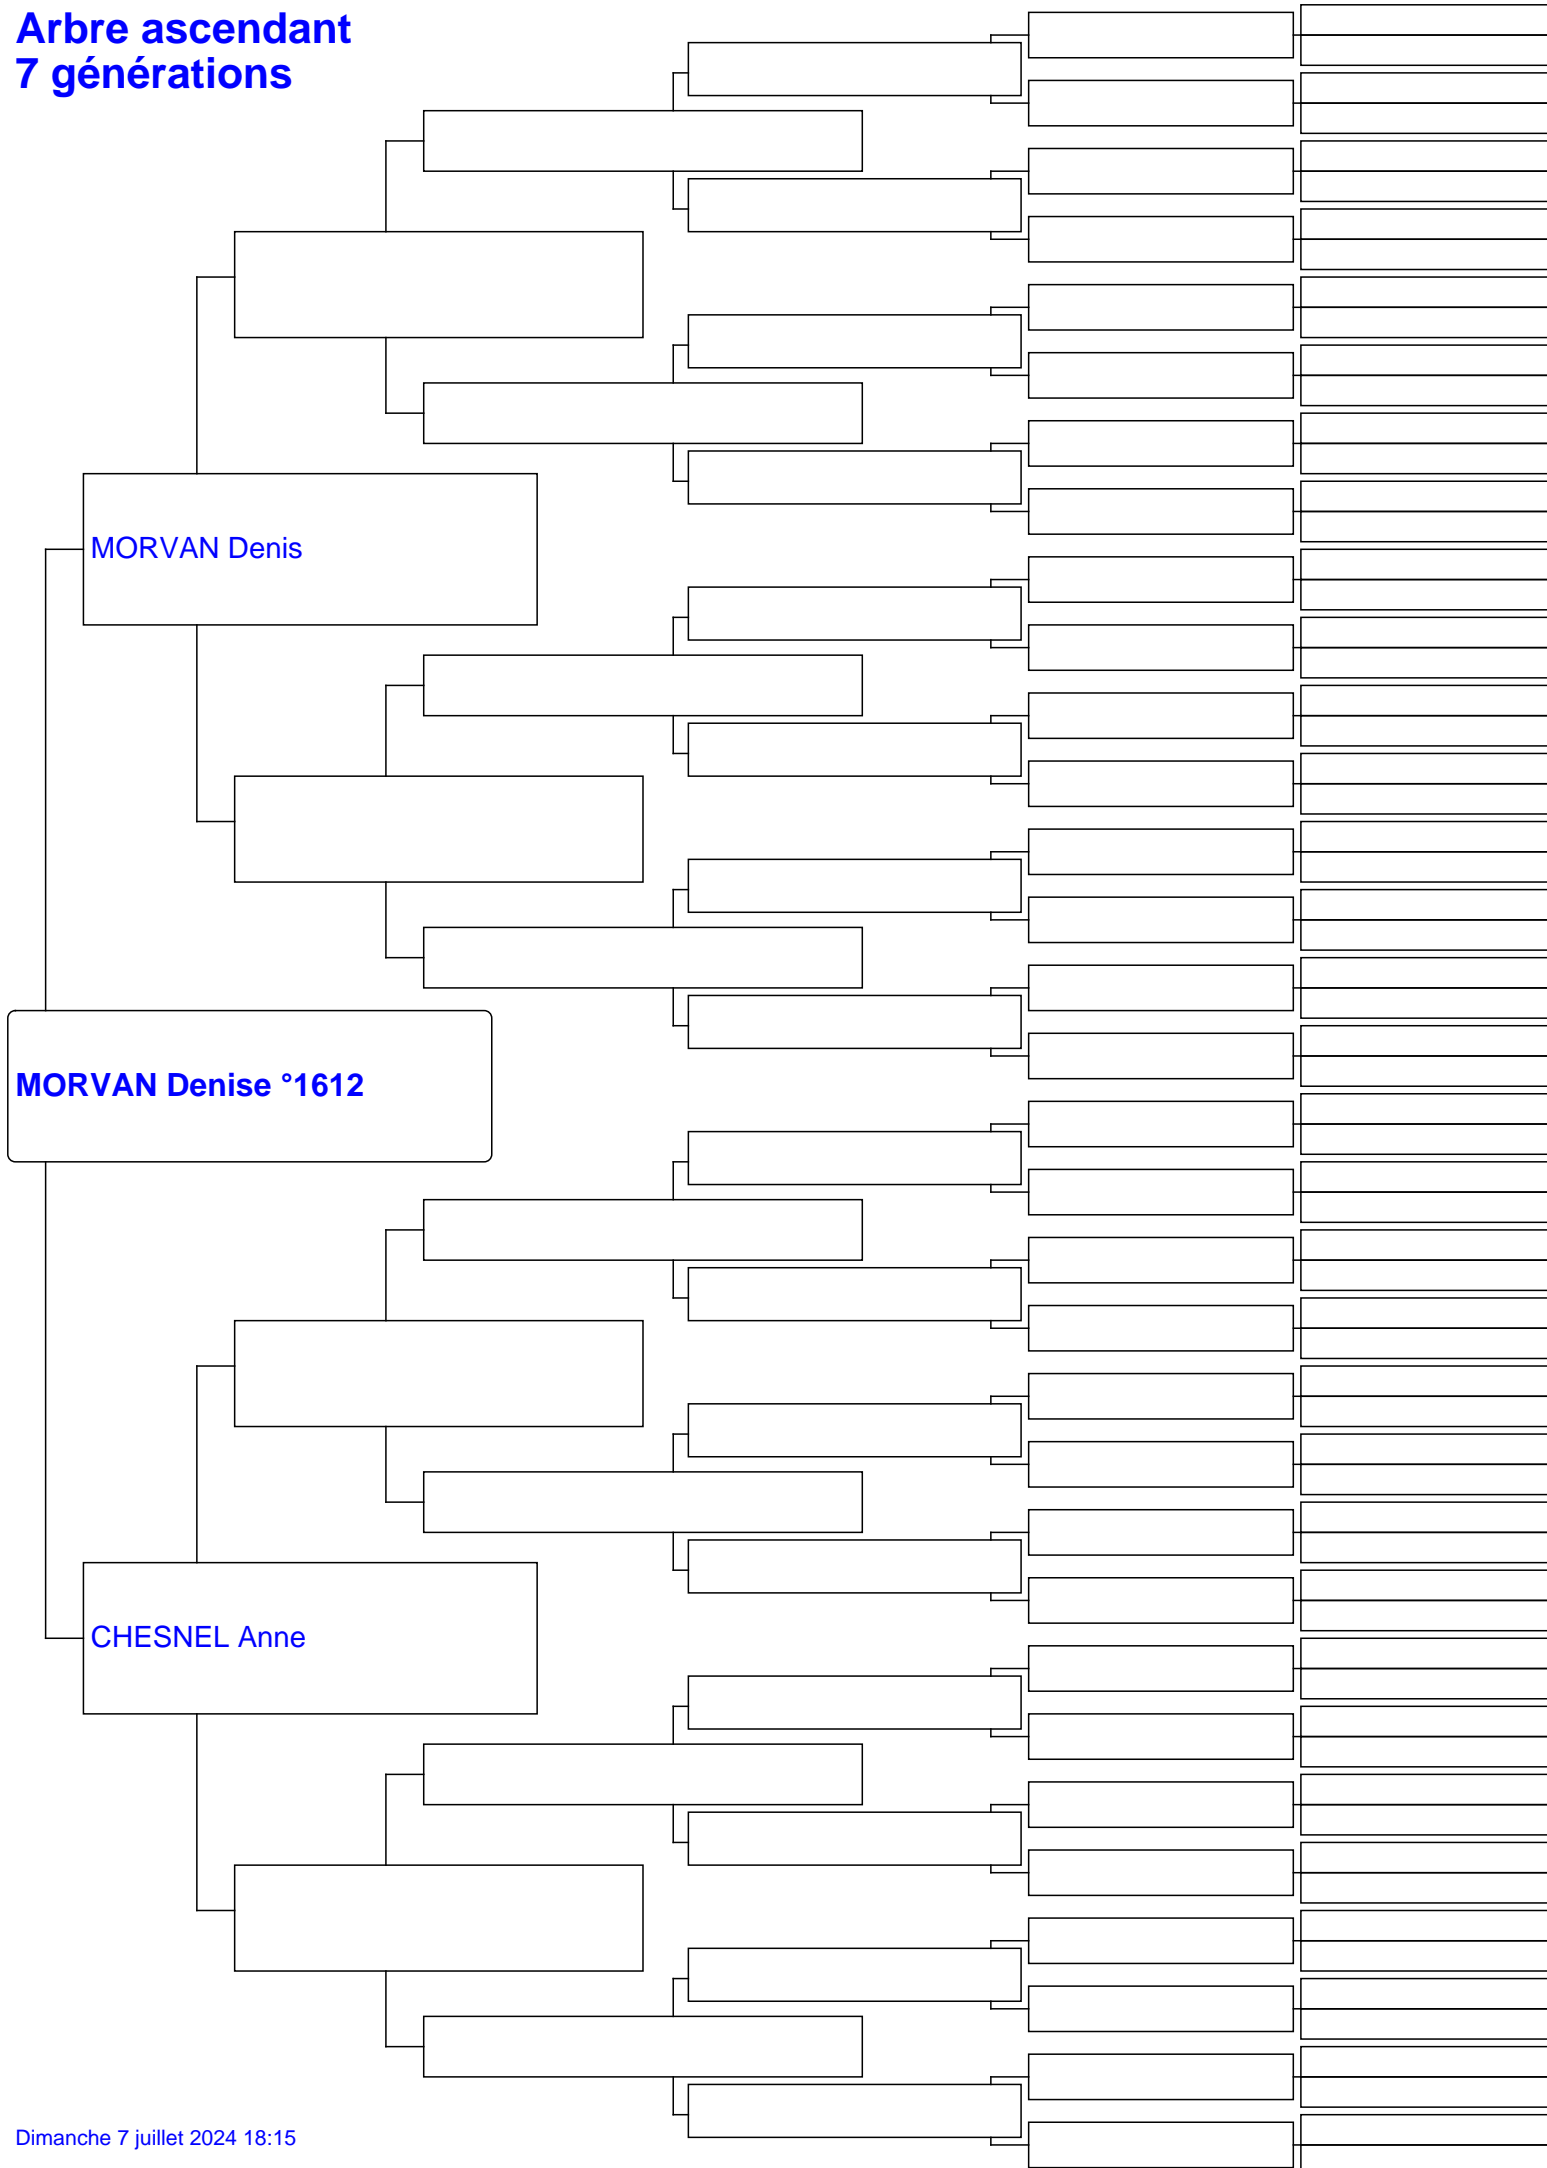 Arbre ascendant
7 générations
MORVAN Denis
MORVAN Denise °1612
CHESNEL Anne
Dimanche 7 juillet 2024 18:15